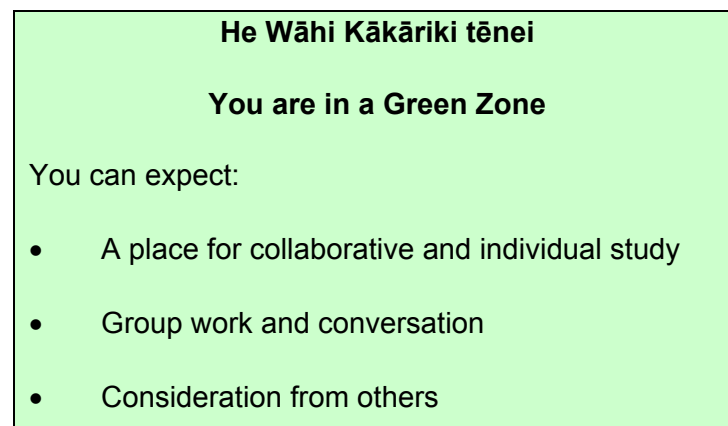 He Wāhi Kākāriki tēnei
You are in a Green Zone
You can expect:
• A place for collaborative and individual study
• Group work and conversation
• Consideration from others